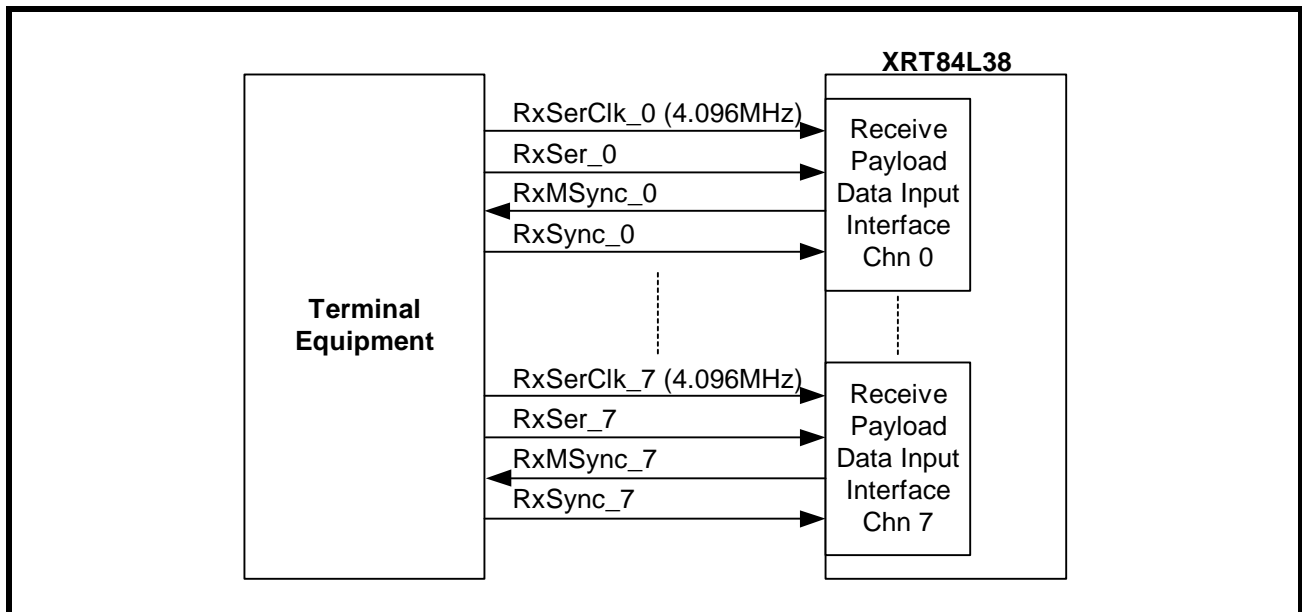 XRT84L38
RxSerClk_0 (4.096MHz)
RxSer_0
RxMSync_0
RxSync_0
Receive
Payload
Data Input
Interface
Chn 0
Terminal
Equipment
RxSerClk_7 (4.096MHz)
RxSer_7
RxMSync_7
RxSync_7
Receive
Payload
Data Input
Interface
Chn 7